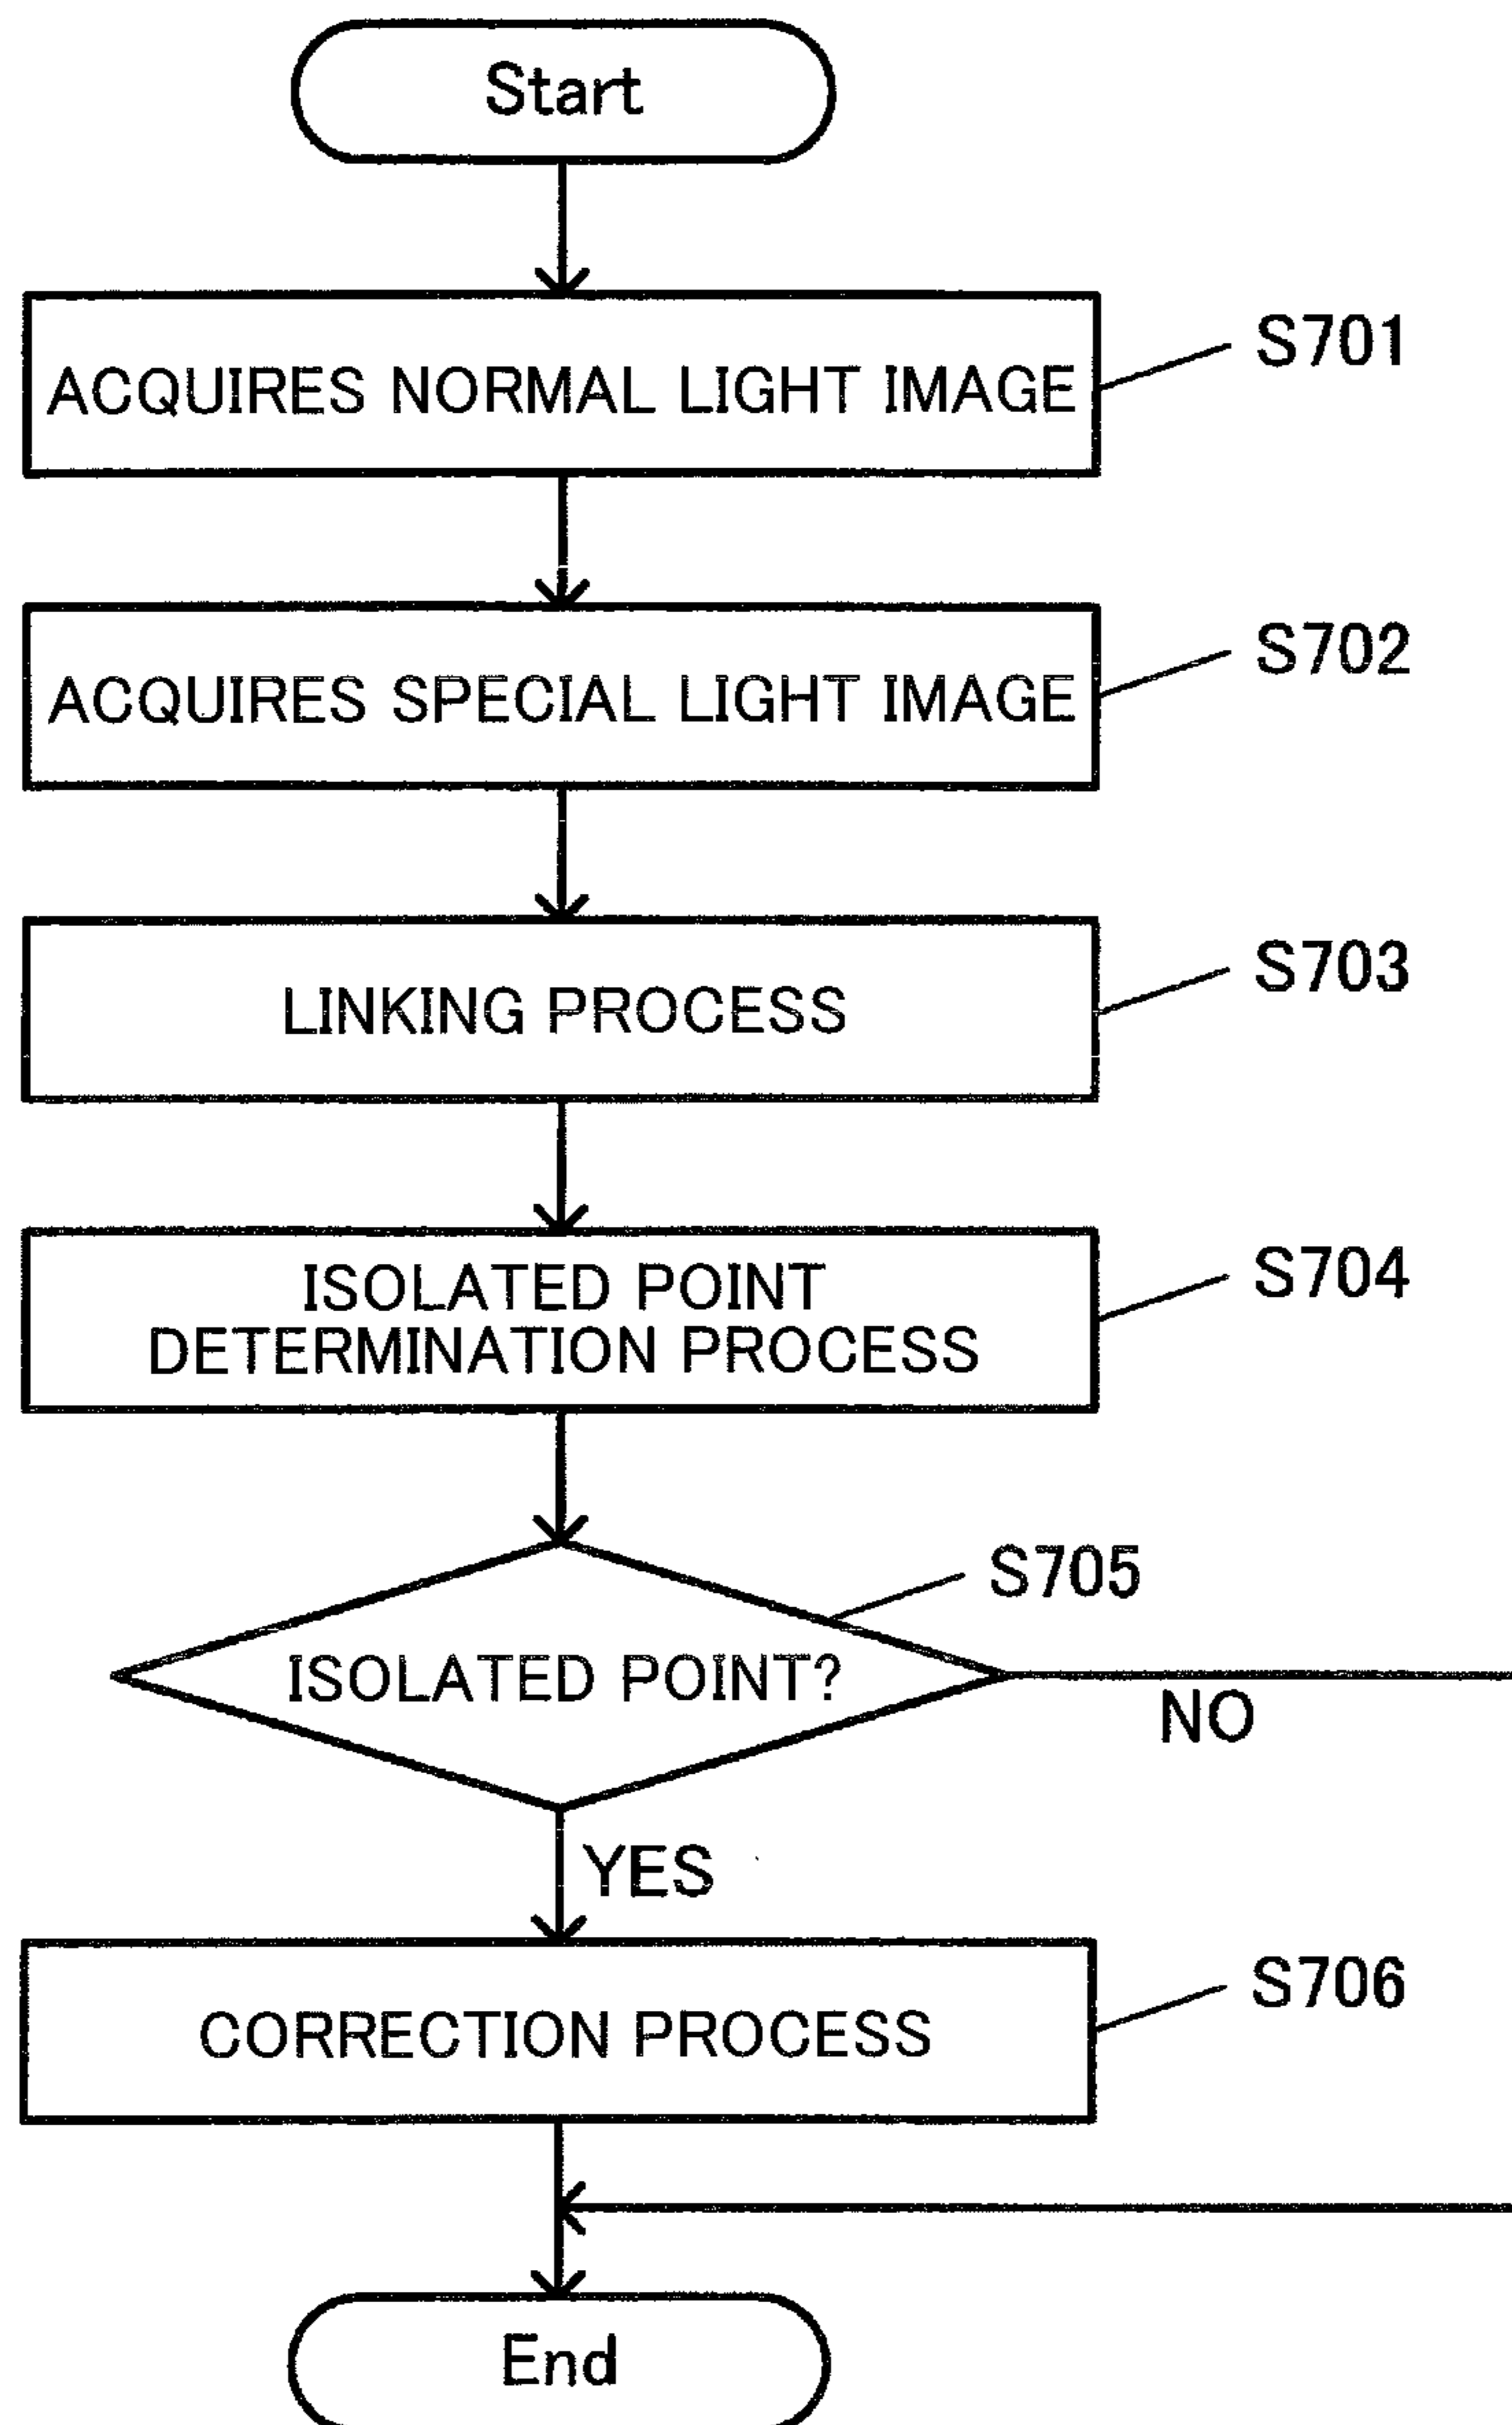 Start
ACQUIRES NORMAL LIGHT IMAGE
S701
ACQUIRES SPECIAL LIGHT IMAGE
S702
LINKING PROCESS
S703
ISOLATED POINT
DETERMINATION PROCESS
S704
S705
ISOLATED POINT?
NO
YES
CORRECTION PROCESS
S706
End